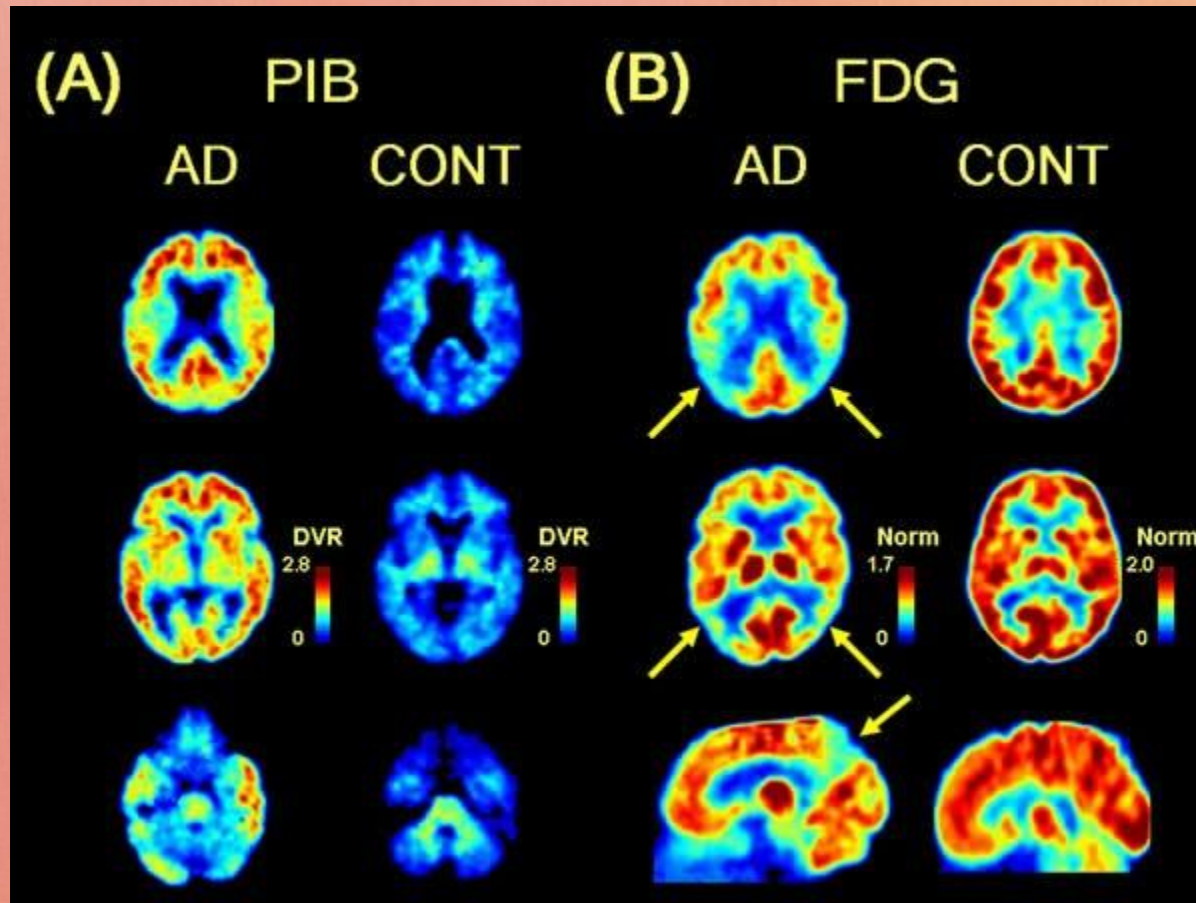 (A) PIB
AD CONT
DVR
2.8
0
DVR
2.8
0
(B) FDG
AD CONT
Norm
1.7
0
Norm
2.0
0